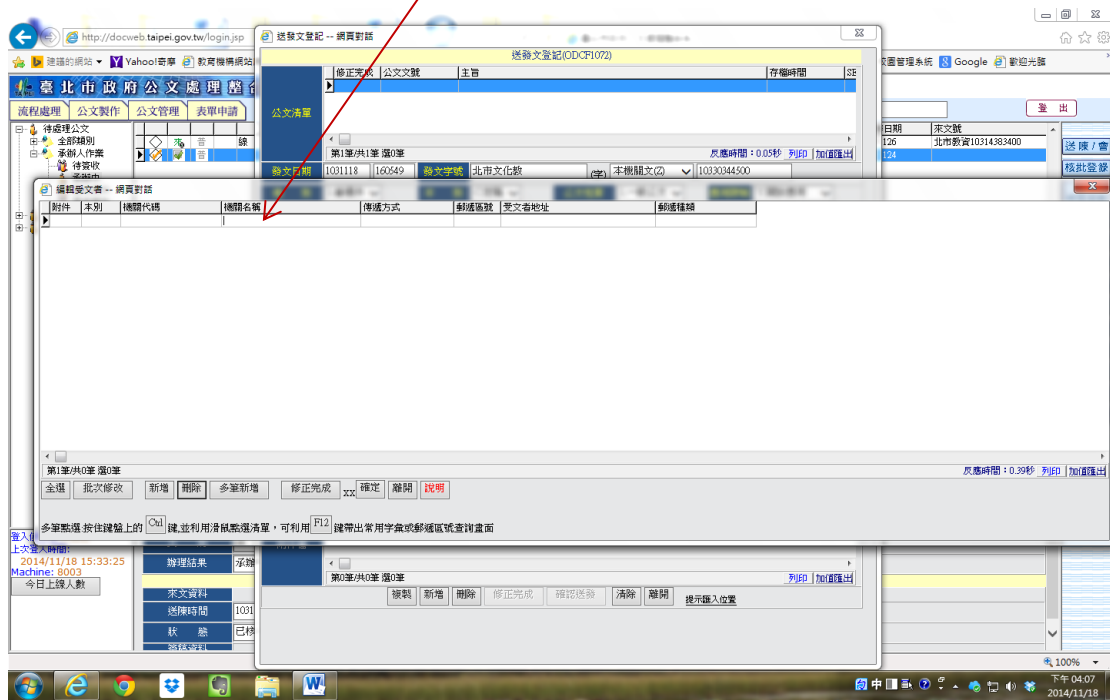 http://docweb.taipei.gov.tw/login.jsp
送發文登記 -- 網頁對話
建議的網站
Yahoo!奇摩
教育機構網站
Google
歡迎光臨
送發文登記(ODCF1072)
臺北市政府公文處理整合
修正完成 公文文號 主旨 存檔時間
公文清單
流程處理 公文製作 公文管理 表單申請
登 出
第1筆/共1筆 選0筆 反應時間：0.05秒 列印 加值匯出
待處理公文
全部類別
承辦人作業
待簽收
日期 來文號
126 北市教資10314383400
124
送陳/會
核批登錄
發文日期 1031118 160549 發文字號 北市文化數 (字) 本機關文(Z) 10330344500
編輯受文者 -- 網頁對話
附件 本別 機關代碼 機關名稱 傳遞方式 郵遞區號 受文者地址 郵遞種類
第1筆/共0筆 選0筆 反應時間：0.39秒 列印 加值匯出
全選 批次修改 新增 刪除 多筆新增 修正完成 xx 確定 離開 說明
多筆點選:按住鍵盤上的 Ctrl 鍵,並利用滑鼠點選清單，可利用 F12 鍵帶出常用字彙或郵遞區號查詢畫面
上次登入時間:
2014/11/18 15:33:25
Machine: 8003
今日上線人數
辦理結果 承辦
來文資料
送陳時間 1031
狀 態 已核
第0筆/共0筆 選0筆 列印 加值匯出
複製 新增 刪除 修正完成 確認送發 清除 離開 提示匯入位置
100%
下午 04:07
2014/11/18